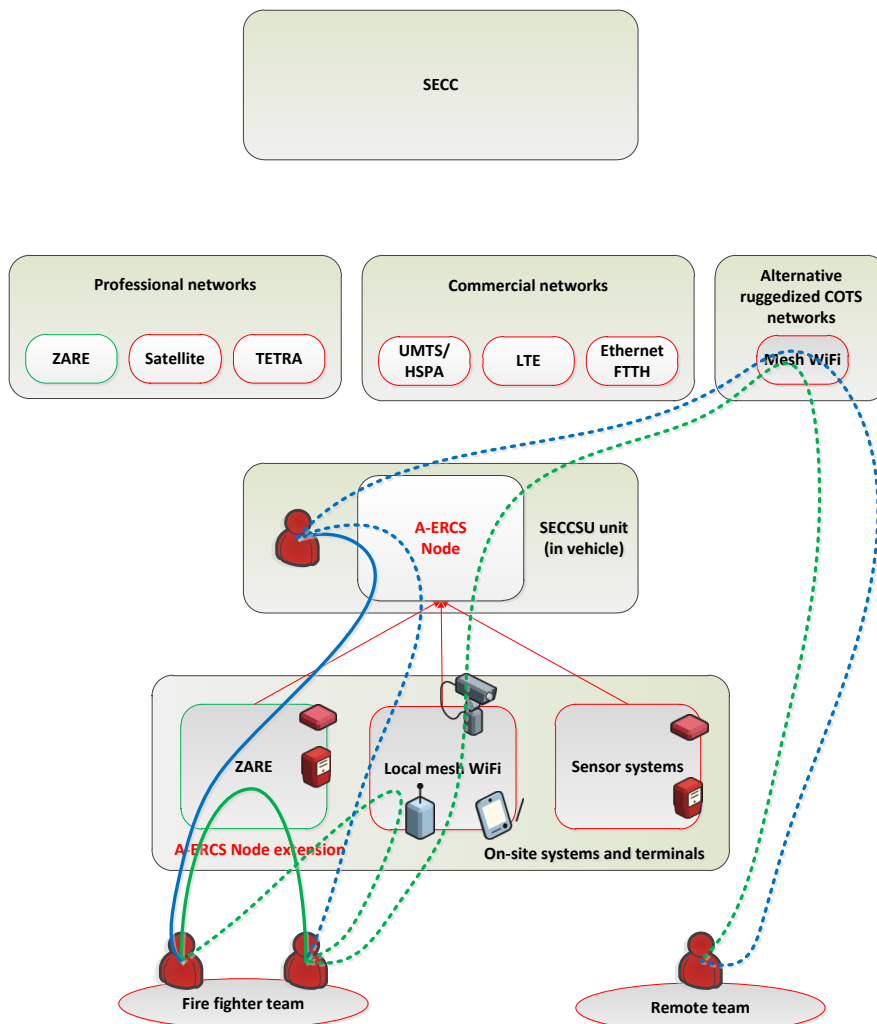 SECC
Professional networks
ZARE
Satellite
TETRA
Commercial networks
UMTS/
HSPA
LTE
Ethernet
FTTH
Alternative
ruggedized COTS
networks
Mesh WiFi
A-ERCS
Node
SECCSU unit
(in vehicle)
ZARE
Local mesh WiFi
Sensor systems
A-ERCS Node extension
On-site systems and terminals
Fire fighter team
Remote team